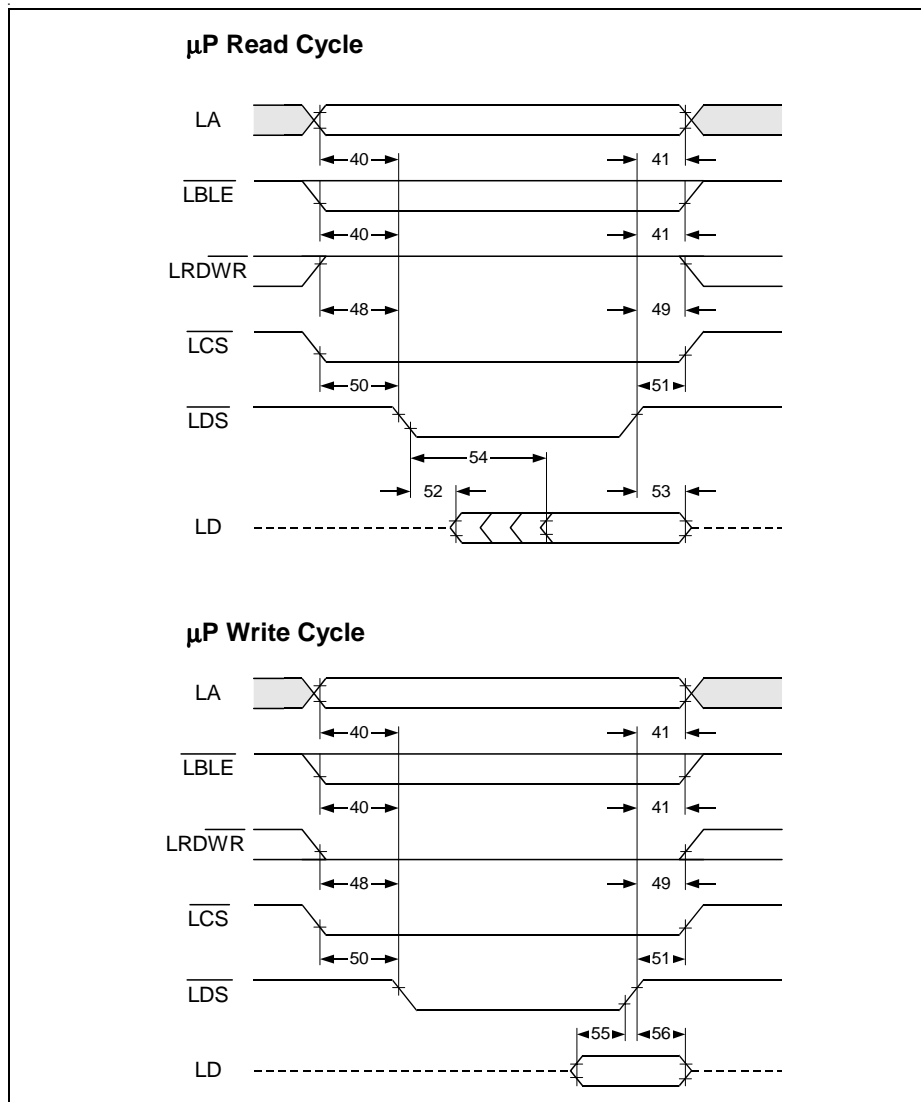 μP Read Cycle
LA
40 41
LBLE
40 41
LRDWR
48 49
LCS
50 51
LDS
54
52 53
LD
μP Write Cycle
LA
40 41
LBLE
40 41
LRDWR
48 49
LCS
50 51
LDS
55 56
LD